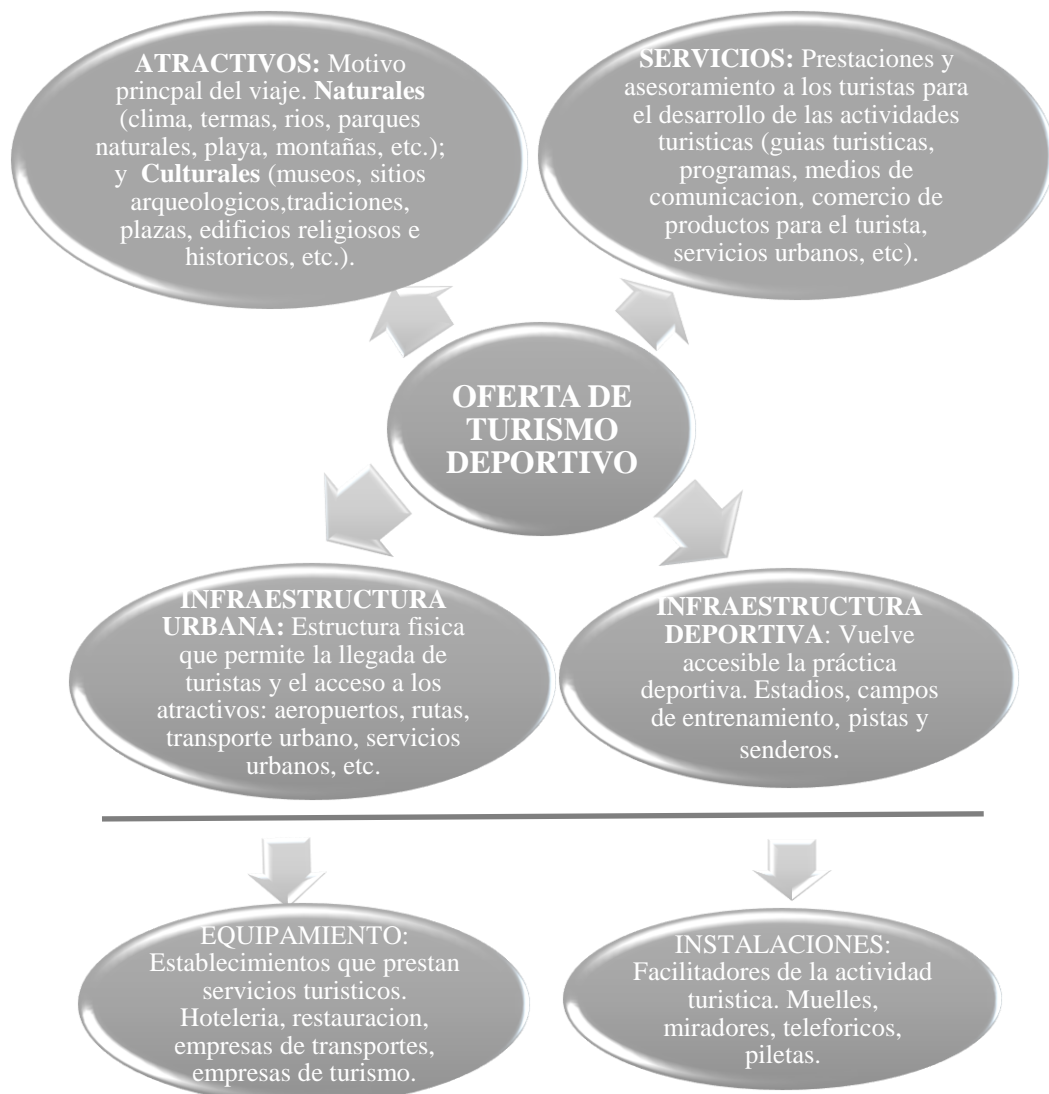 ATRACTIVOS: Motivo
princpal del viaje. Naturales
(clima, termas, rios, parques
naturales, playa, montañas, etc.);
y Culturales (museos, sitios
arqueologicos,tradiciones,
plazas, edificios religiosos e
historicos, etc.).
SERVICIOS: Prestaciones y
asesoramiento a los turistas para
el desarrollo de las actividades
turisticas (guias turisticas,
programas, medios de
comunicacion, comercio de
productos para el turista,
servicios urbanos, etc).
OFERTA DE
TURISMO
DEPORTIVO
INFRAESTRUCTURA
URBANA: Estructura fisica
que permite la llegada de
turistas y el acceso a los
atractivos: aeropuertos, rutas,
transporte urbano, servicios
urbanos, etc.
INFRAESTRUCTURA
DEPORTIVA: Vuelve
accesible la práctica
deportiva. Estadios, campos
de entrenamiento, pistas y
senderos.
EQUIPAMIENTO:
Establecimientos que prestan
servicios turisticos.
Hoteleria, restauracion,
empresas de transportes,
empresas de turismo.
INSTALACIONES:
Facilitadores de la actividad
turistica. Muelles,
miradores, teleforicos,
piletas.